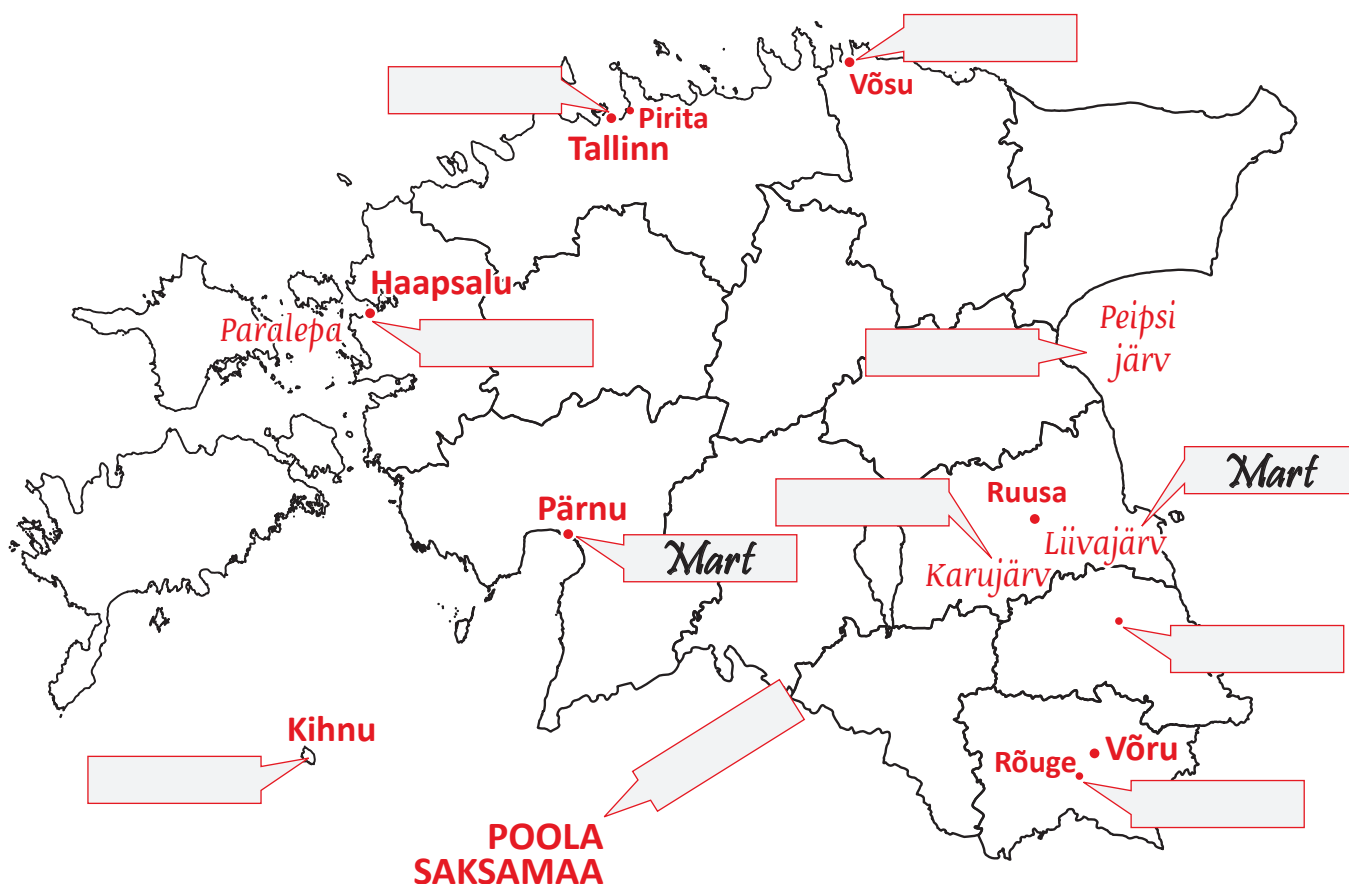 Võsu
Pirita
Tallinn
Haapsalu
Paralepa
Peipsi
järv
Mart
Ruusa
Pärnu
Liivajärv
Mart
Karujärv
Kihnu
Võru
Rõuge
POOLA
SAKSAMAA